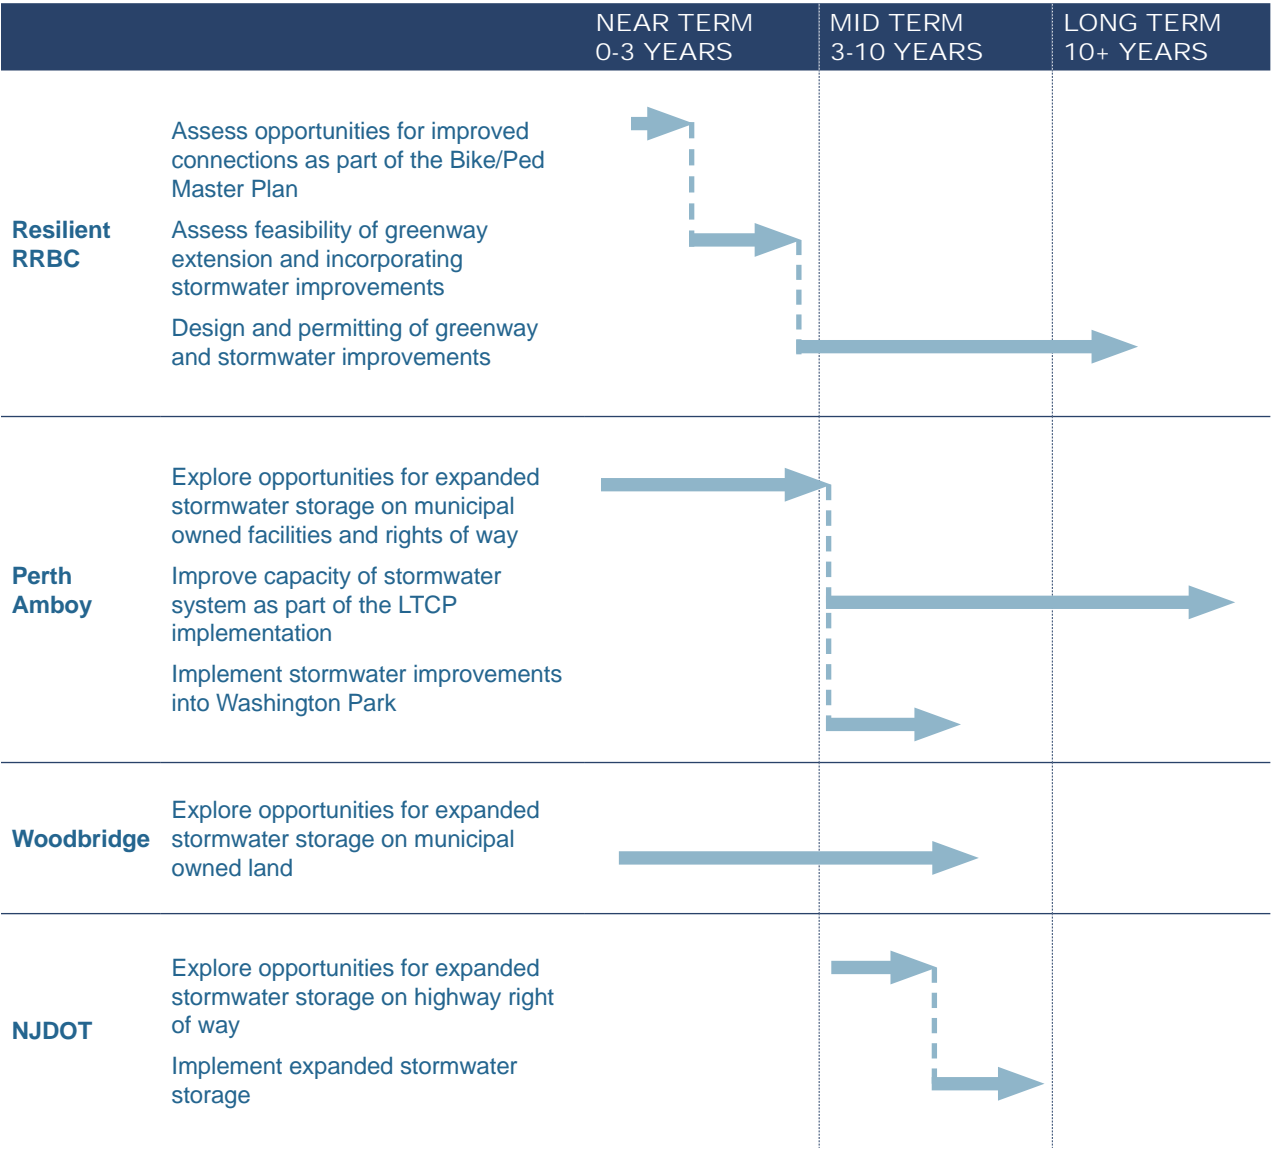 NEAR TERM
0-3 YEARS
MID TERM
3-10 YEARS
LONG TERM
10+ YEARS
Resilient
RRBC
Assess opportunities for improved
connections as part of the Bike/Ped
Master Plan
Assess feasibility of greenway
extension and incorporating
stormwater improvements
Design and permitting of greenway
and stormwater improvements
Perth
Amboy
Explore opportunities for expanded
stormwater storage on municipal
owned facilities and rights of way
Improve capacity of stormwater
system as part of the LTCP
implementation
Implement stormwater improvements
into Washington Park
Woodbridge
Explore opportunities for expanded
stormwater storage on municipal
owned land
NJDOT
Explore opportunities for expanded
stormwater storage on highway right
of way
Implement expanded stormwater
storage